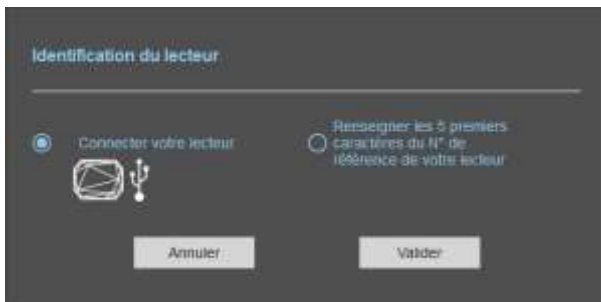 Identification du lecteur
Connecter votre lecteur
Renseigner les 5 premiers
caractères du N° de
référence de votre lecteur
Annuler
Valider